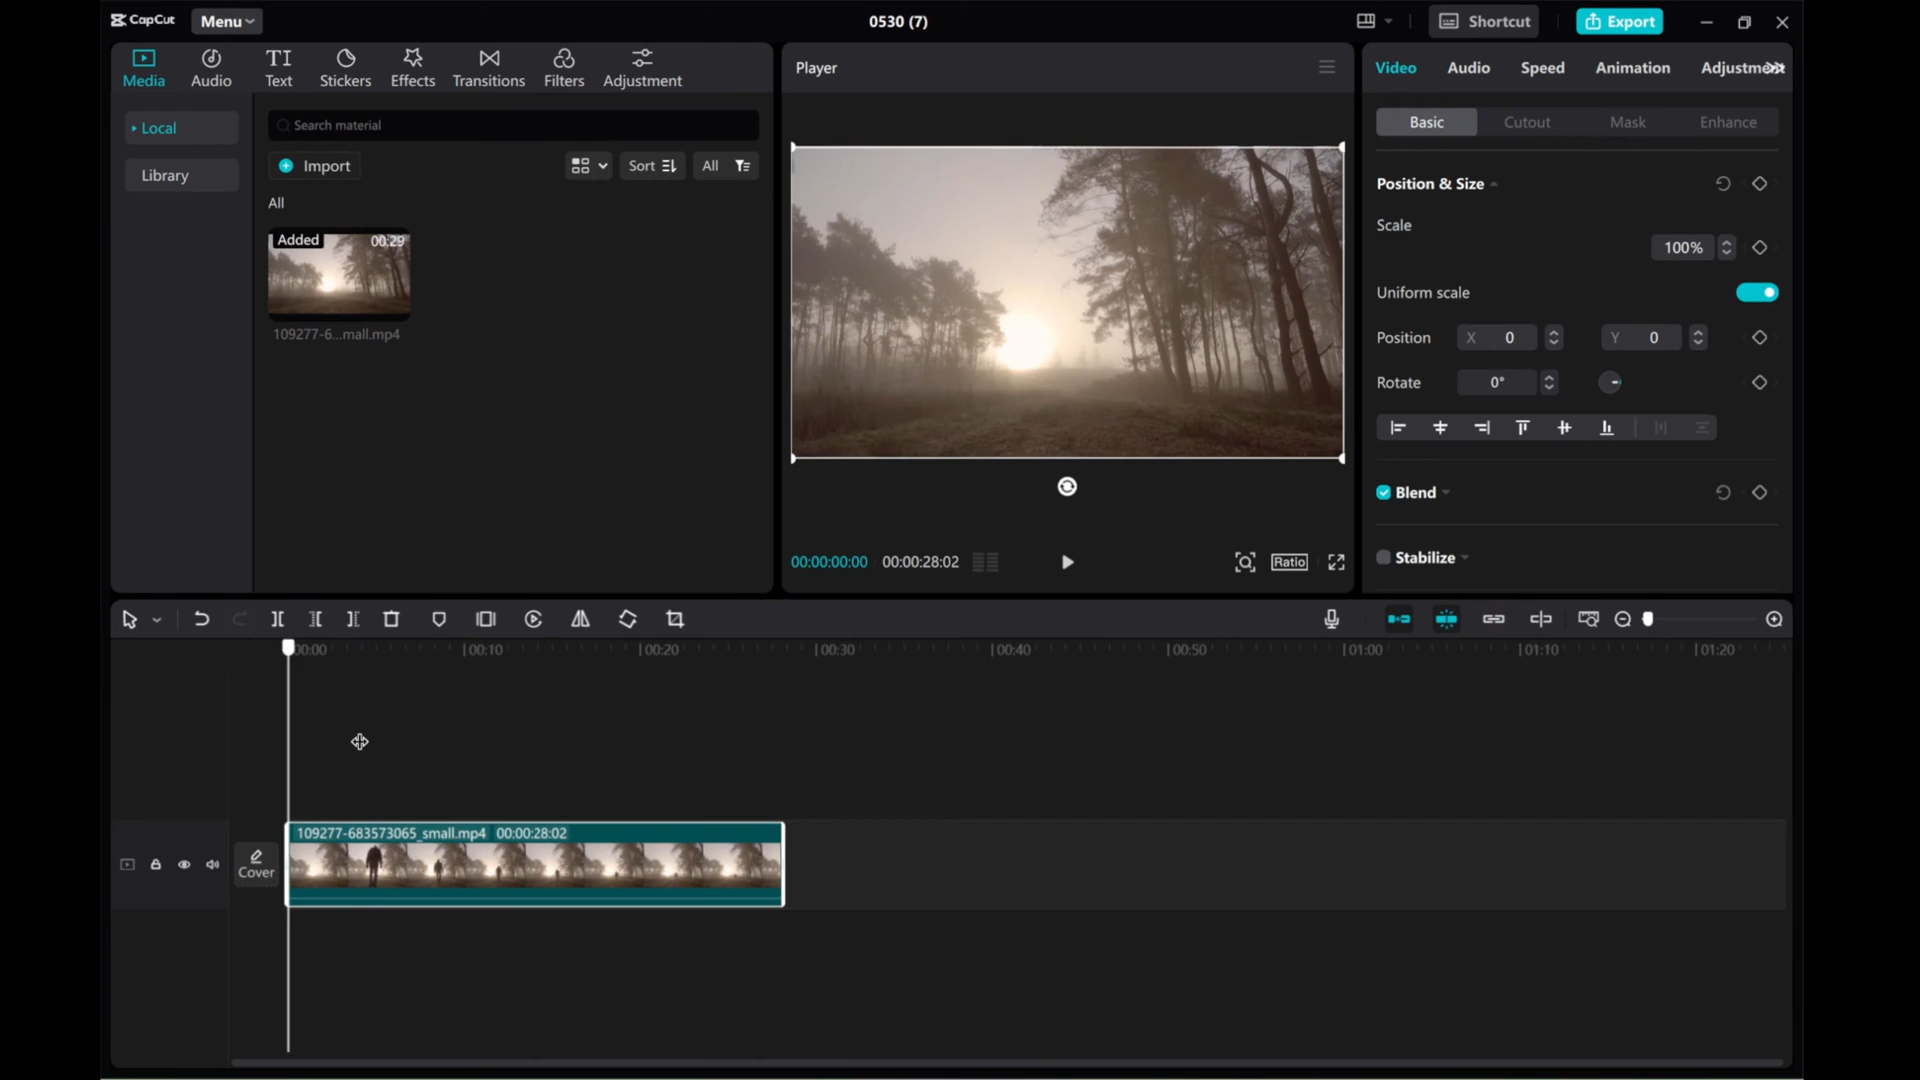 CapCut Menu 0530 (7) Shortcut Export
Media Audio Text Stickers Effects Transitions Filters Adjustment
Player
Video Audio Speed Animation Adjustment
Local
Library
Search material
Import Sort All
All
Added 00:29
109277-6...mall.mp4
Basic Cutout Mask Enhance
Position & Size
Scale
100%
Uniform scale
Position X 0 Y 0
Rotate 0°
Blend
Stabilize
00:00:00:00 00:00:28:02 Ratio
00:00 00:10 00:20 00:30 00:40 00:50 01:00 01:10 01:20
109277-683573065_small.mp4 00:00:28:02
Cover